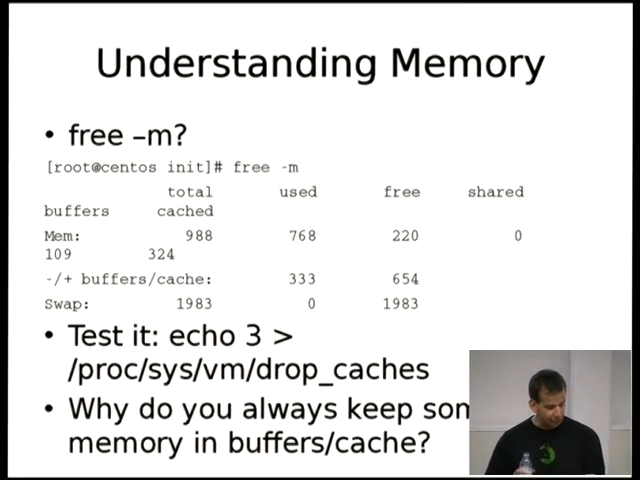 Understanding Memory
• free –m?
[root@centos init]# free -m
total used free shared
buffers cached
Mem: 988 768 220 0
109 324
-/+ buffers/cache: 333 654
Swap: 1983 0 1983
• Test it: echo 3 >
/proc/sys/vm/drop_caches
• Why do you always keep som
memory in buffers/cache?